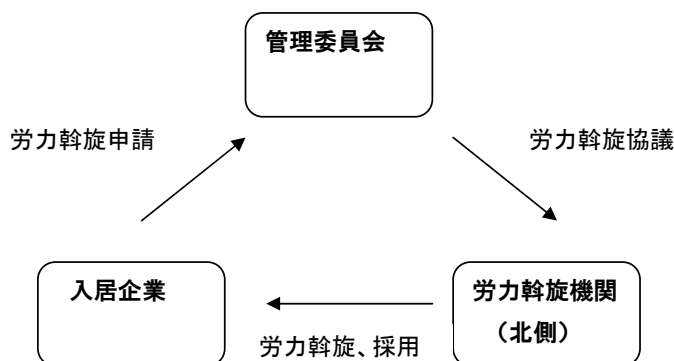 管理委員会
労力斡旋申請
労力斡旋協議
入居企業
労力斡旋機関
（北側）
労力斡旋、採用